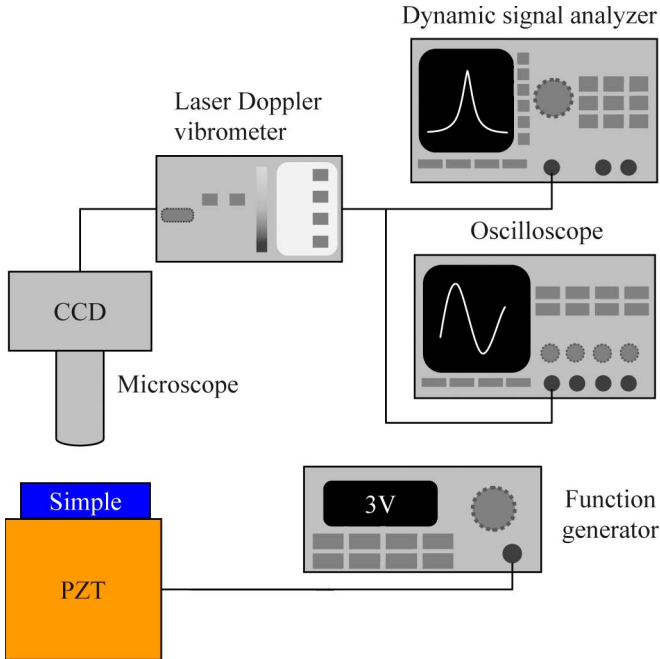 Dynamic signal analyzer
Laser Doppler
vibrometer
Oscilloscope
CCD
Microscope
Simple
3V
Function
generator
PZT